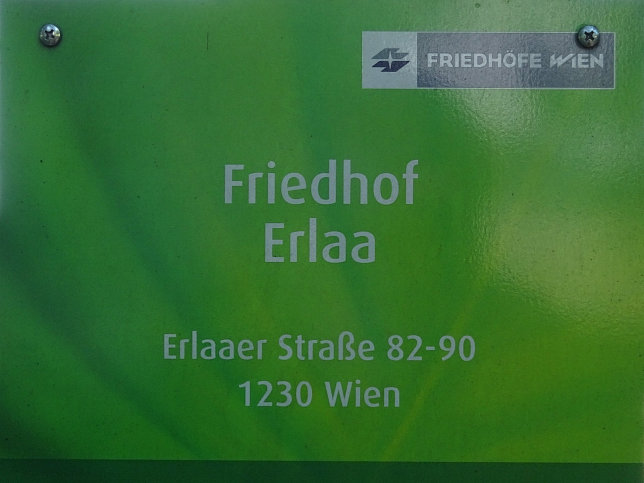 FRIEDHÖFE WIEN
Friedhof
Erlaa
Erlaaer Straße 82-90
1230 Wien